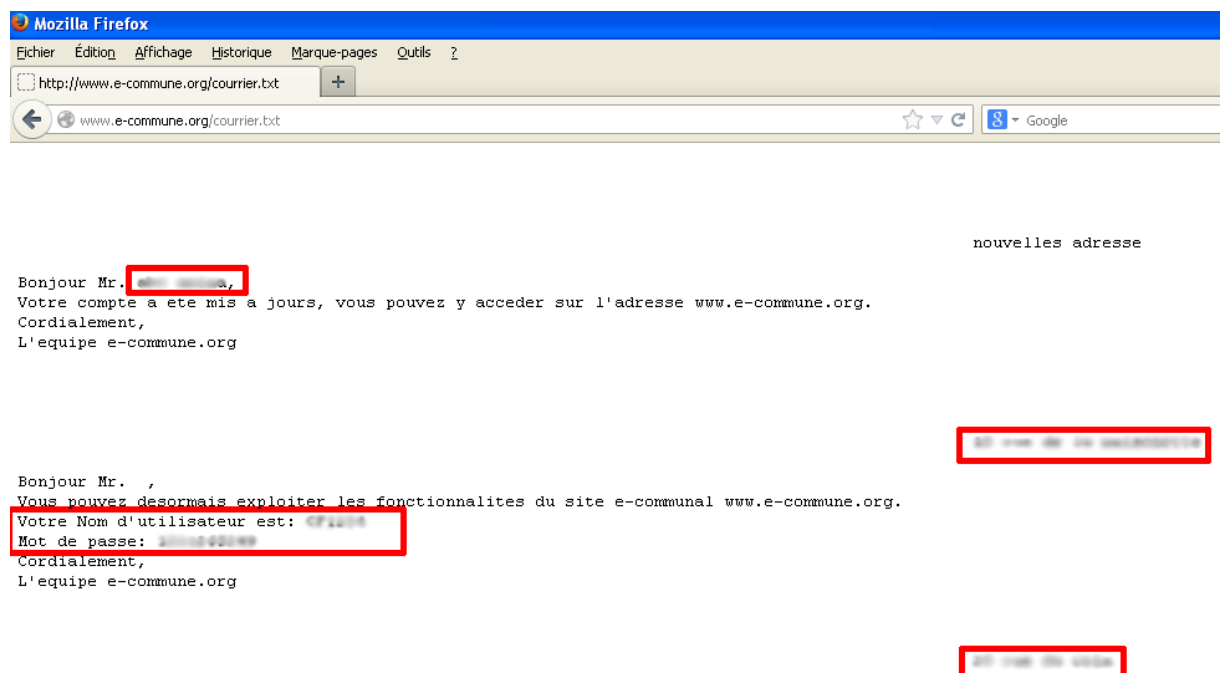 Mozilla Firefox
Fichier Édition Affichage Historique Marque-pages Outils ?
http://www.e-commune.org/courrier.txt +
www.e-commune.org/courrier.txt 8 Google
nouvelles adresse
Bonjour Mr.
Votre compte a ete mis a jours, vous pouvez y acceder sur l'adresse www.e-commune.org.
Cordialement,
L'equipe e-commune.org
Bonjour Mr. ,
Vous pouvez desormais exploiter les fonctionnalites du site e-communal www.e-commune.org.
Votre Nom d'utilisateur est:
Mot de passe:
Cordialement,
L'equipe e-commune.org